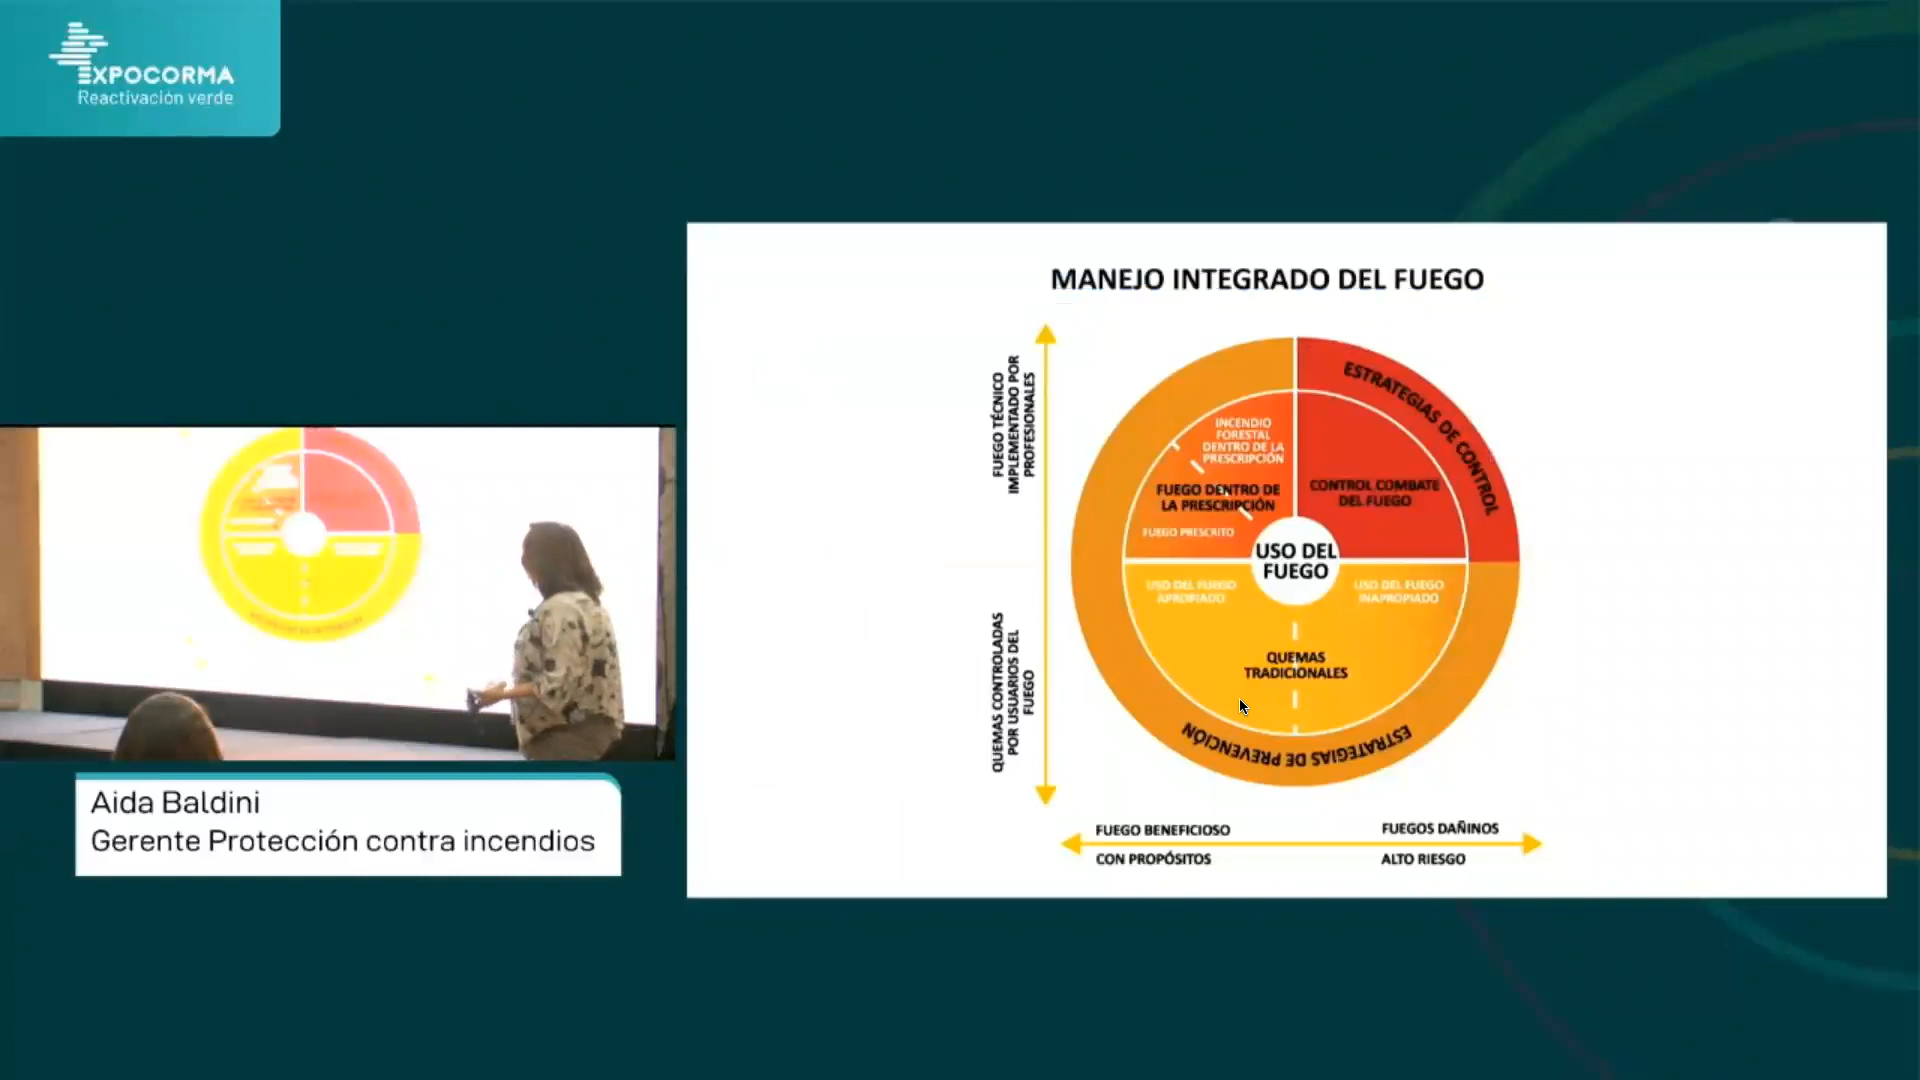 EXPOCORMA
Reactivación verde
MANEJO INTEGRADO DEL FUEGO
FUEGO TÉCNICO
IMPLEMENTADO POR
PROFESIONALES
QUEMAS CONTROLADAS
POR USUARIOS DEL
FUEGO
ESTRATEGIAS DE CONTROL
INCENDIO
FORESTAL
DENTRO DE LA
PRESCRIPCIÓN
FUEGO DENTRO DE
LA PRESCRIPCIÓN
FUEGO PRESCRITO
CONTROL COMBATE
DEL FUEGO
USO DEL
FUEGO
USO DEL FUEGO
APROPIADO
USO DEL FUEGO
INAPROPIADO
QUEMAS
TRADICIONALES
ESTRATEGIAS DE PREVENCIÓN
FUEGO BENEFICIOSO
CON PROPÓSITOS
FUEGOS DAÑINOS
ALTO RIESGO
Aida Baldini
Gerente Protección contra incendios